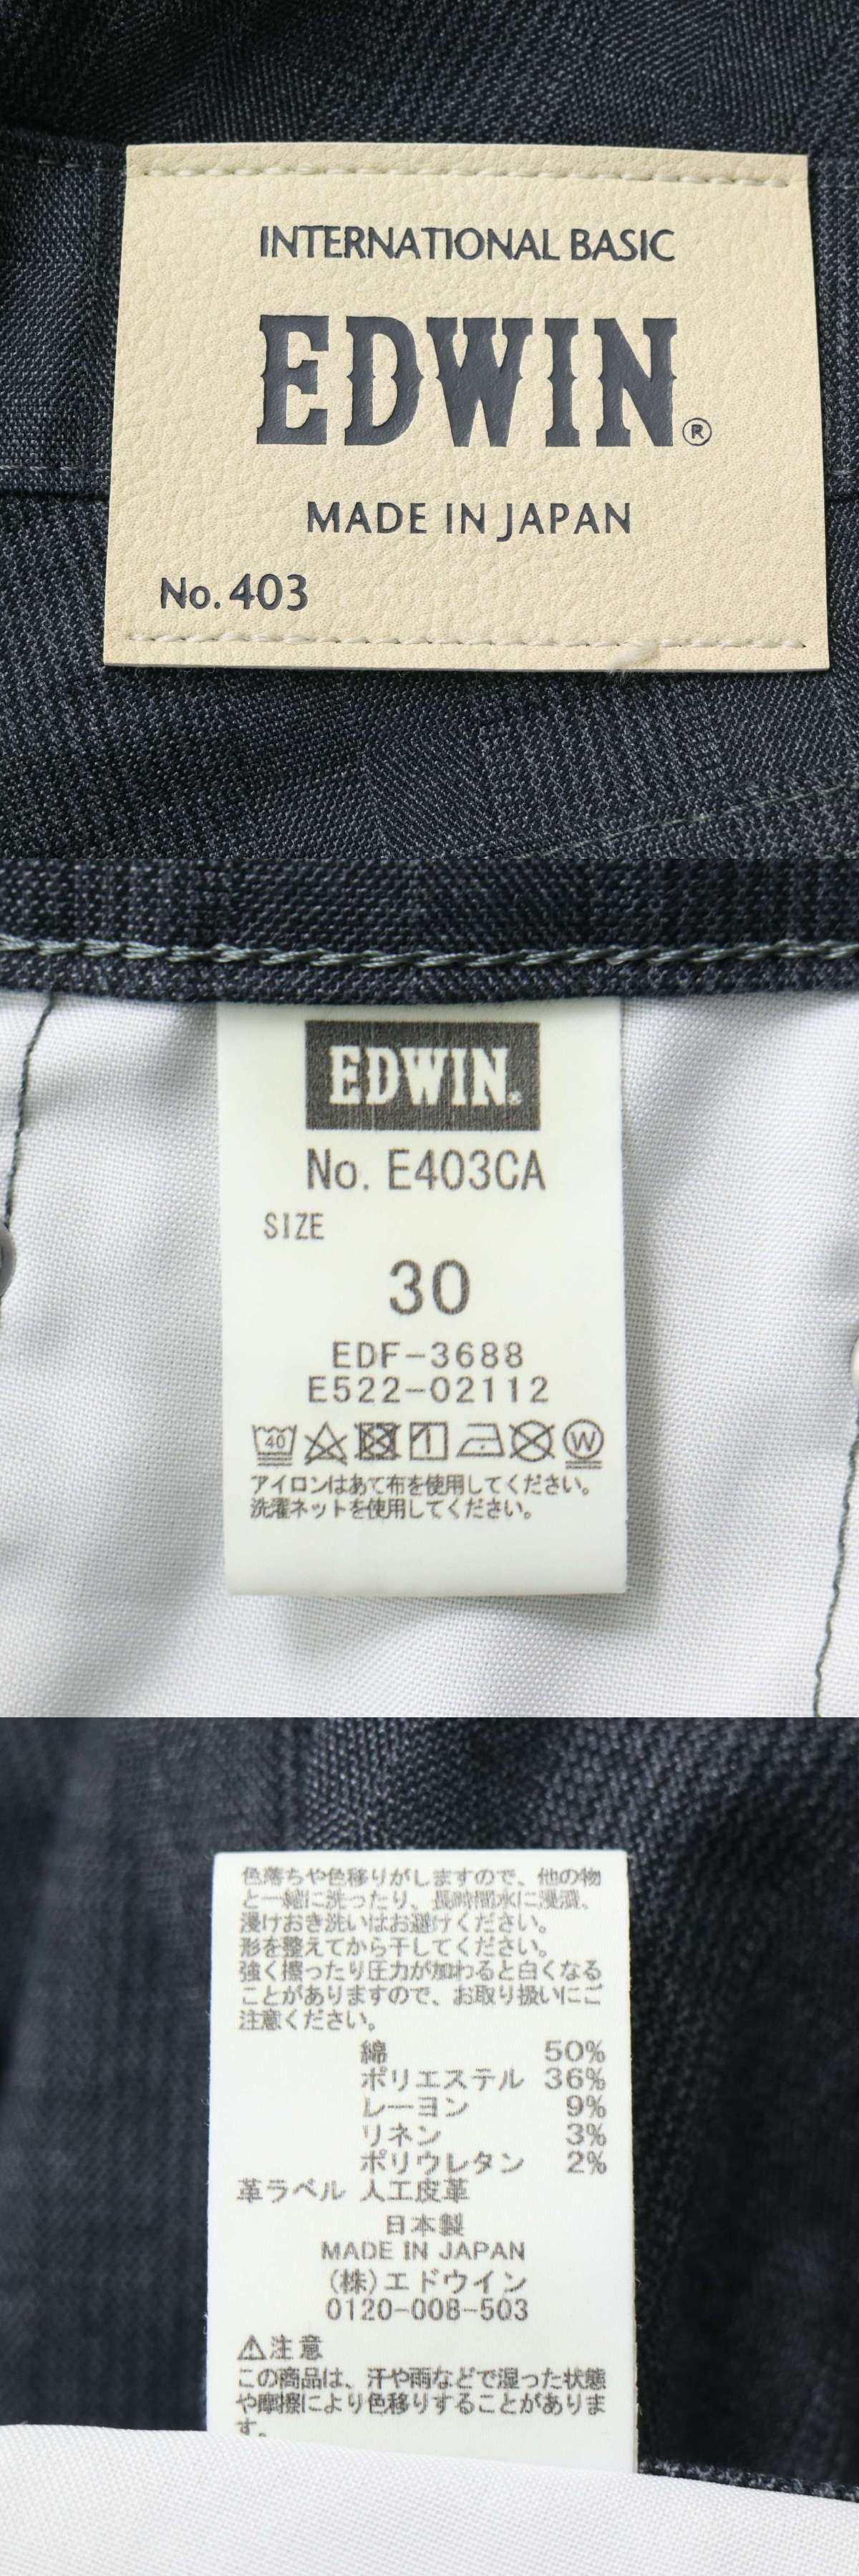 INTERNATIONAL BASIC
EDWIN®
MADE IN JAPAN
No. 403
EDWIN®
No. E403CA
SIZE
30
EDF-3688
E522-02112
40
W
アイロンはあて布を使用してください。
洗濯ネットを使用してください。
色落ちや色移りがしますので、他の物
と一緒に洗ったり、長時間水に浸漬、
浸けおき洗いはお避けください。
形を整えてから干してください。
強く擦ったり圧力が加わると白くなる
ことがありますので、お取り扱いにご
注意ください。
綿 50%
ポリエステル 36%
レーヨン 9%
リネン 3%
ポリウレタン 2%
革ラベル 人工皮革
日本製
MADE IN JAPAN
(株)エドウイン
0120-008-503
⚠注意
この商品は、汗や雨などで湿った状態
や摩擦により色移りすることがありま
す。